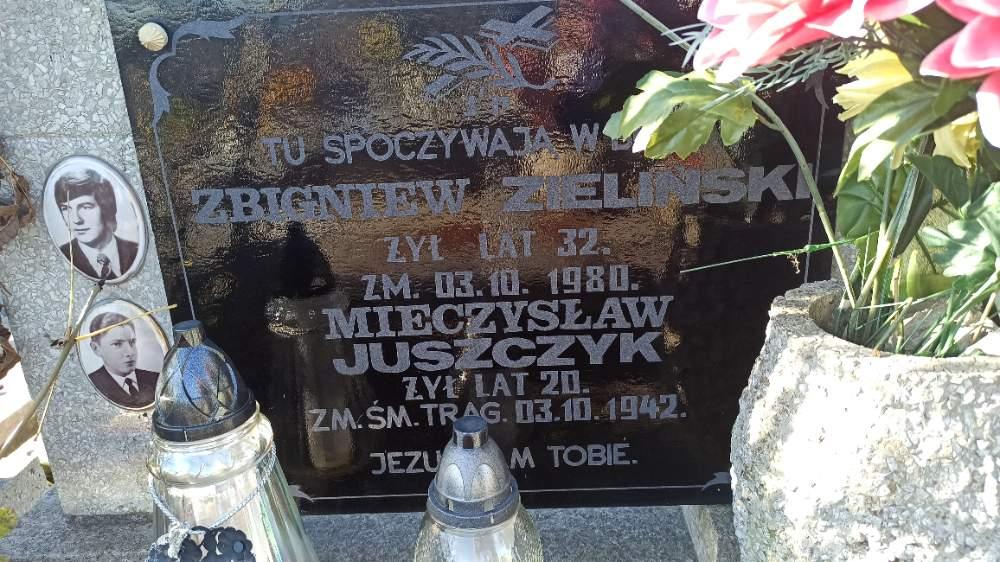 TU SPOCZYWAJĄ W
ZBIGNIEW ZIELIŃSKI
ŻYŁ LAT 32.
ZM. 03.10. 1980.
MIECZYSŁAW
JUSZCZYK
ŻYŁ LAT 20.
ZM. ŚM. TRAG. 03.10.1942.
TOBIE.